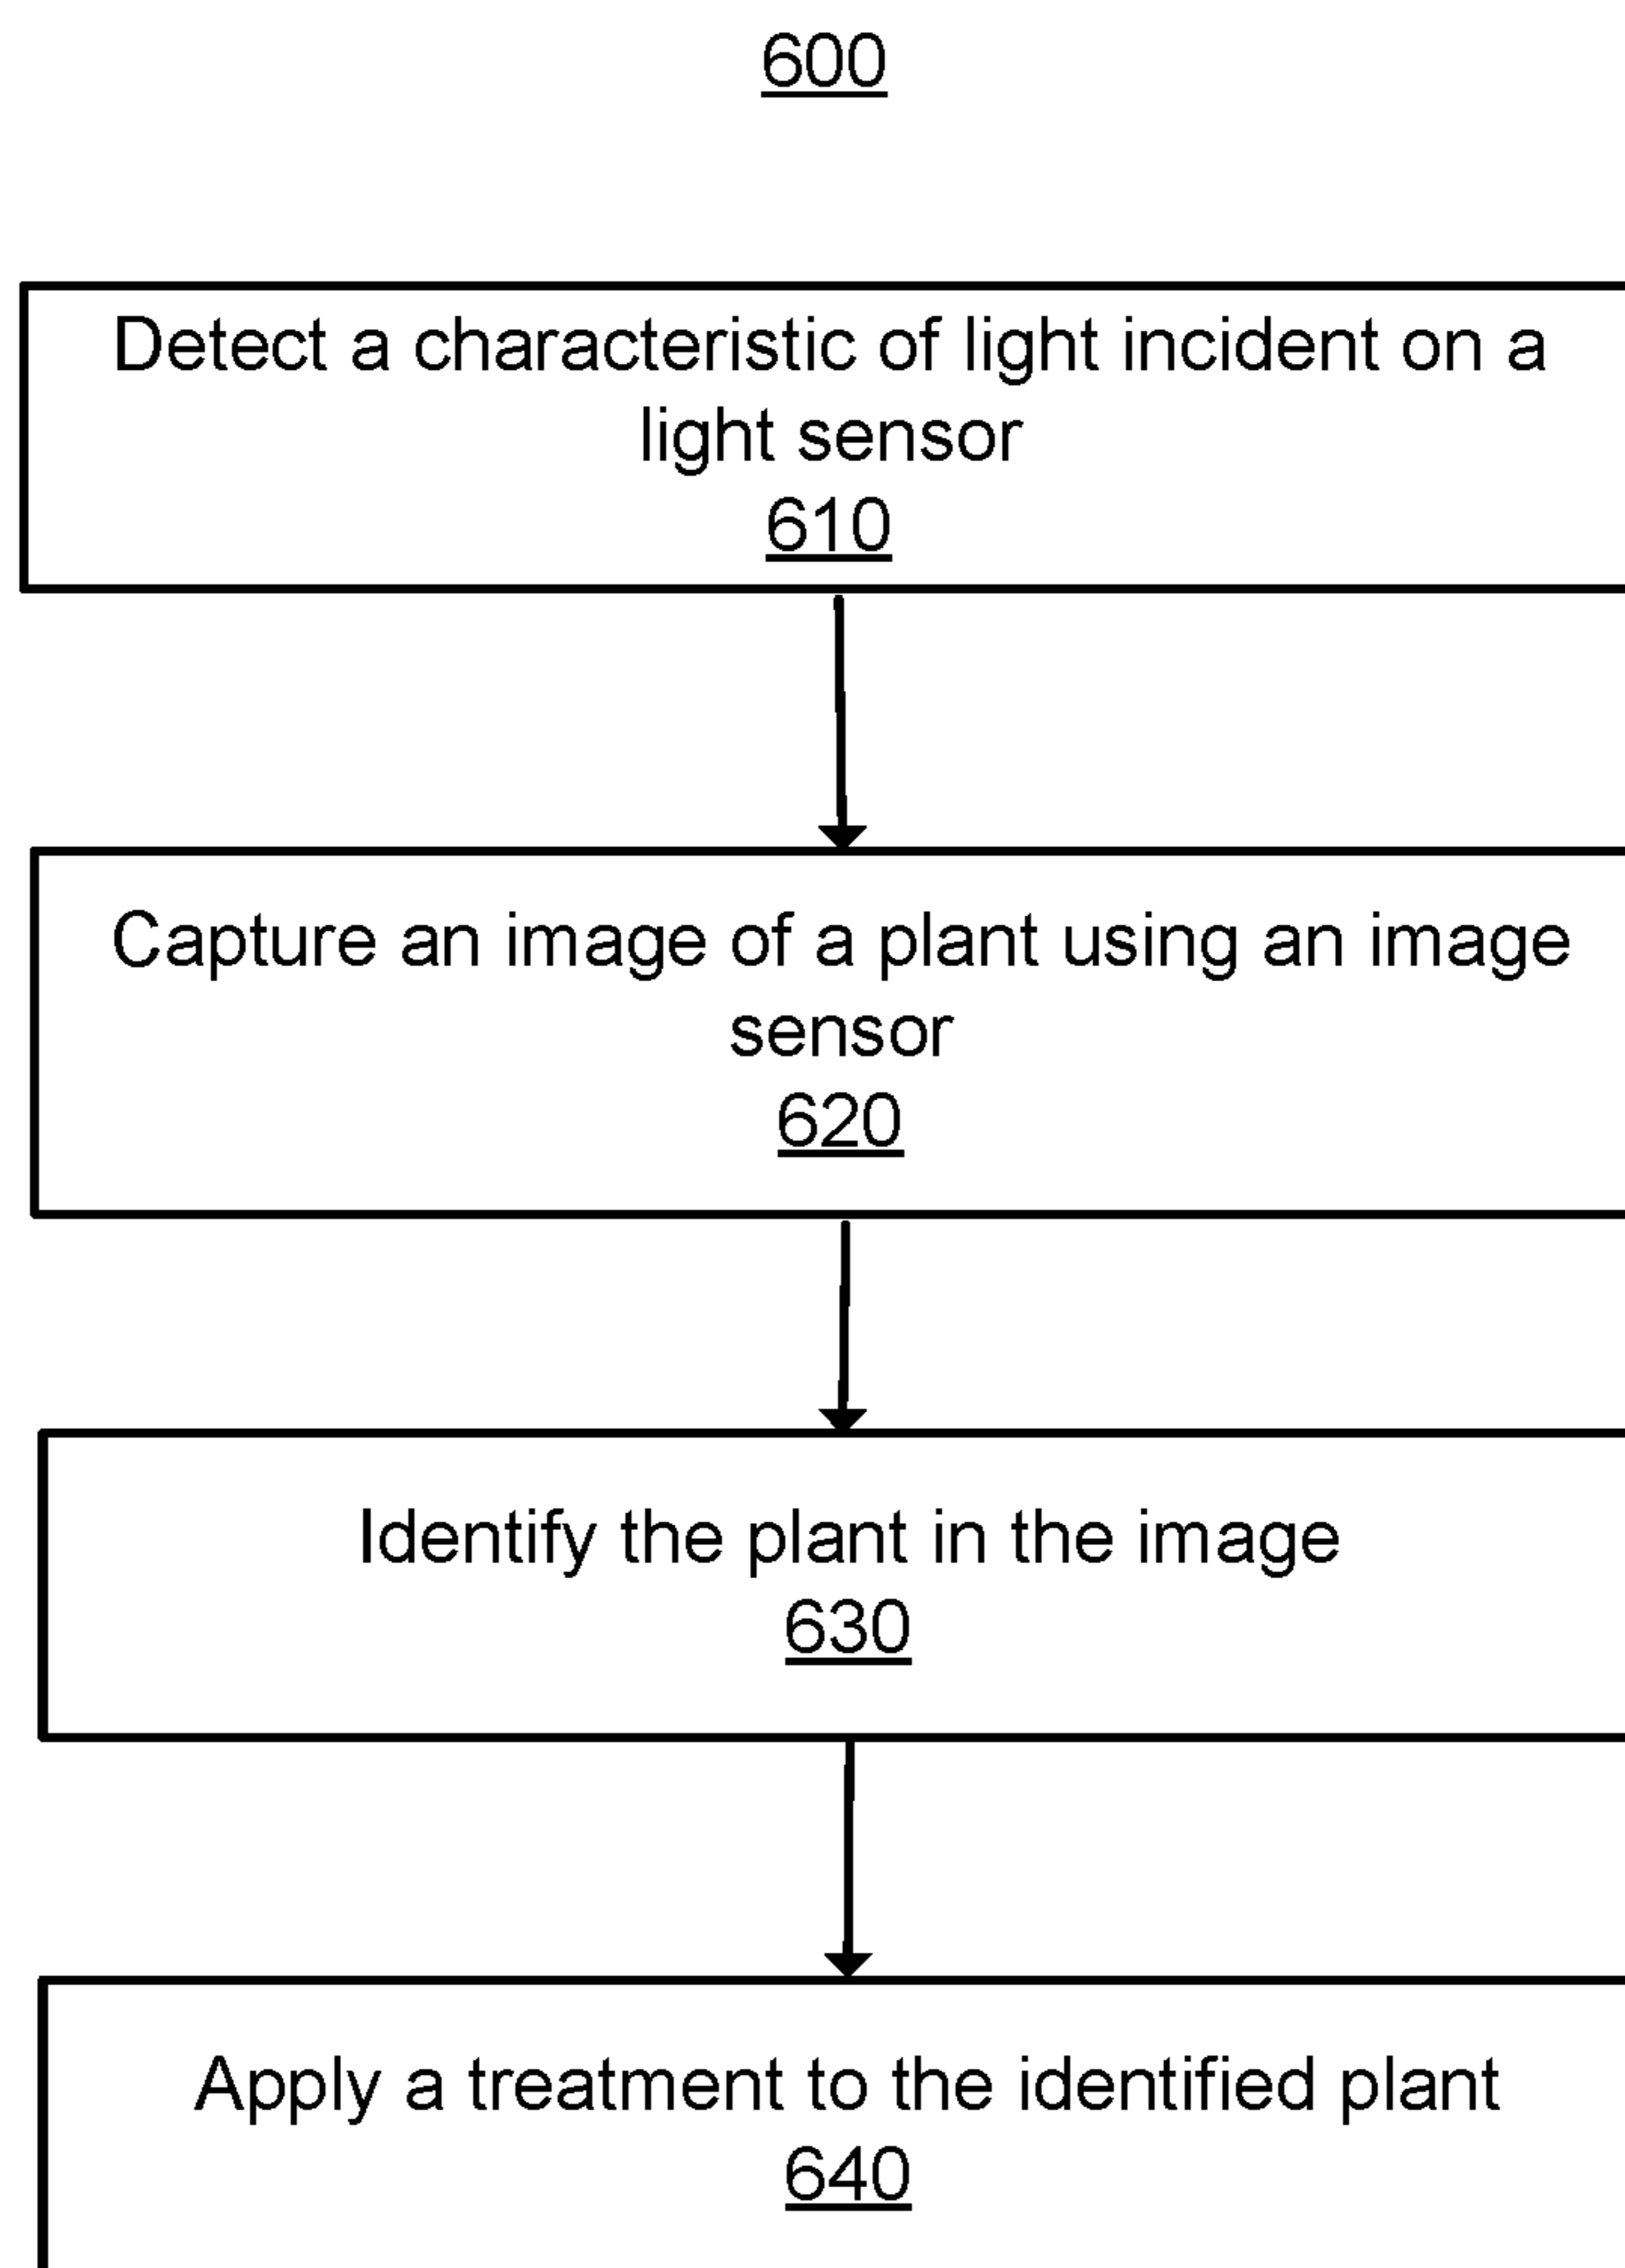 600
Detect a characteristic of light incident on a
light sensor
610
Capture an image of a plant using an image
sensor
620
Identify the plant in the image
630
Apply a treatment to the identified plant
640